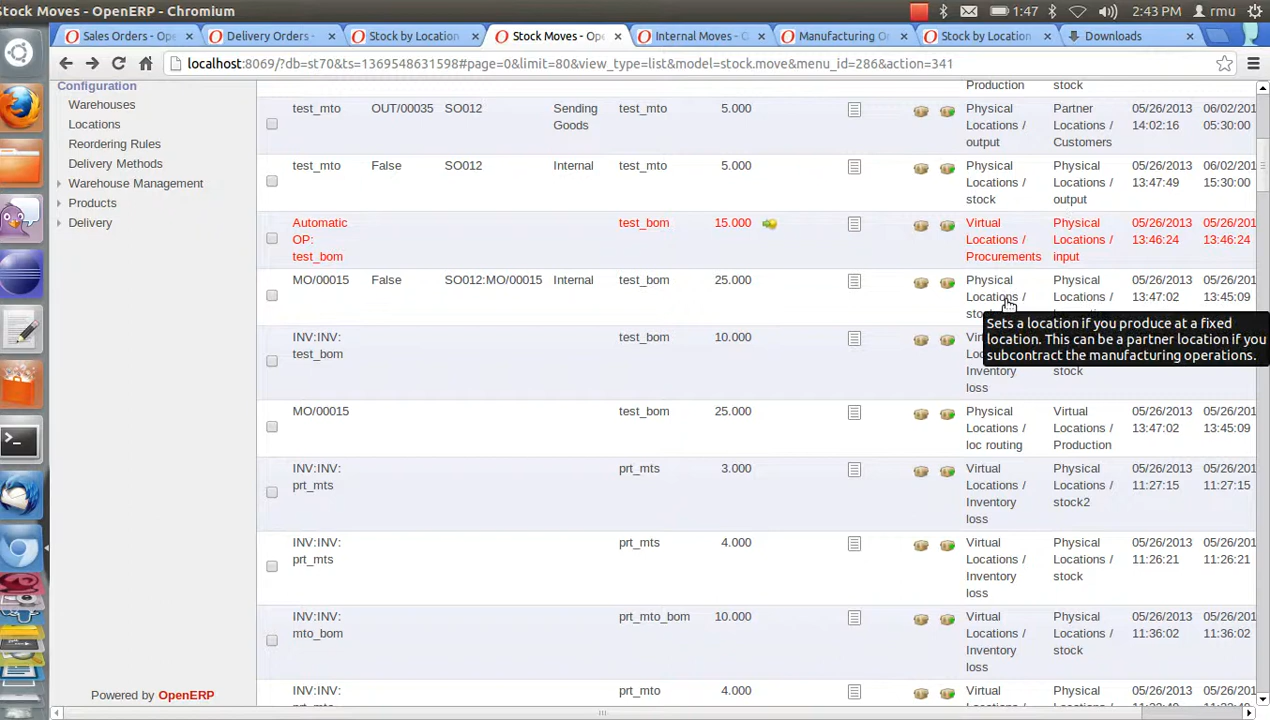 Stock Moves - OpenERP - Chromium
1:47
2:43 PM
rmu
Sales Orders - Ope
Delivery Orders -
Stock by Location
Stock Moves - Ope
Internal Moves - O
Manufacturing O
Stock by Location
Downloads
localhost:8069/?db=st70&ts=1369548631598#page=0&limit=80&view_type=list&model=stock.move&menu_id=286&action=341
Configuration
Warehouses
Locations
Reordering Rules
Delivery Methods
Warehouse Management
Products
Delivery
Powered by OpenERP
Production stock
test_mto OUT/00035 SO012 Sending Goods test_mto 5.000 Physical Locations / output Partner Locations / Customers 05/26/2013 14:02:16 06/02/201 05:30:00
test_mto False SO012 Internal test_mto 5.000 Physical Locations / stock Physical Locations / output 05/26/2013 13:47:49 06/02/201 15:30:00
Automatic OP: test_bom test_bom 15.000 Virtual Locations / Procurements Physical Locations / input 05/26/2013 13:46:24 05/26/201 13:46:24
MO/00015 False SO012:MO/00015 Internal test_bom 25.000 Physical Locations / Physical Locations / 05/26/2013 13:47:02 05/26/201 13:45:09
Sets a location if you produce at a fixed
location. This can be a partner location if you
subcontract the manufacturing operations.
INV:INV: test_bom test_bom 10.000 Inventory loss stock
MO/00015 test_bom 25.000 Physical Locations / loc routing Virtual Locations / Production 05/26/2013 13:47:02 05/26/201 13:45:09
INV:INV: prt_mts prt_mts 3.000 Virtual Locations / Inventory loss Physical Locations / stock2 05/26/2013 11:27:15 05/26/201 11:27:15
INV:INV: prt_mts prt_mts 4.000 Virtual Locations / Inventory loss Physical Locations / stock 05/26/2013 11:26:21 05/26/201 11:26:21
INV:INV: mto_bom prt_mto_bom 10.000 Virtual Locations / Inventory loss Physical Locations / stock 05/26/2013 11:36:02 05/26/201 11:36:02
INV:INV: prt_mto 4.000 Virtual Physical 05/26/2013 05/26/201